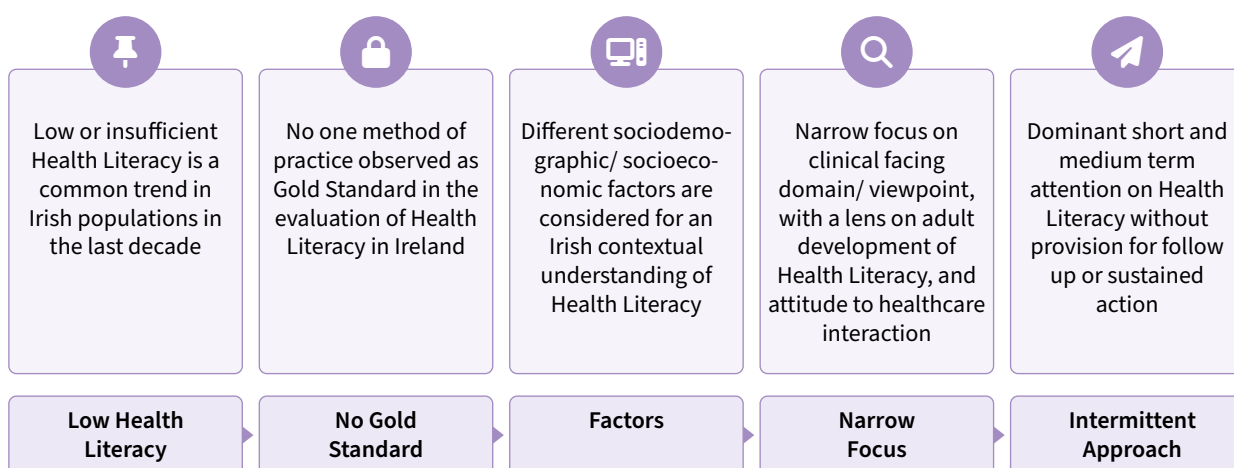 Low or insufficient
Health Literacy is a
common trend in
Irish populations in
the last decade
No one method of
practice observed as
Gold Standard in the
evaluation of Health
Literacy in Ireland
Different sociodemo-
graphic/ socioeco-
nomic factors are
considered for an
Irish contextual
understanding of
Health Literacy
Narrow focus on
clinical facing
domain/ viewpoint,
with a lens on adult
development of
Health Literacy, and
attitude to healthcare
interaction
Dominant short and
medium term
attention on Health
Literacy without
provision for follow
up or sustained
action
Low Health
Literacy
No Gold
Standard
Factors
Narrow
Focus
Intermittent
Approach